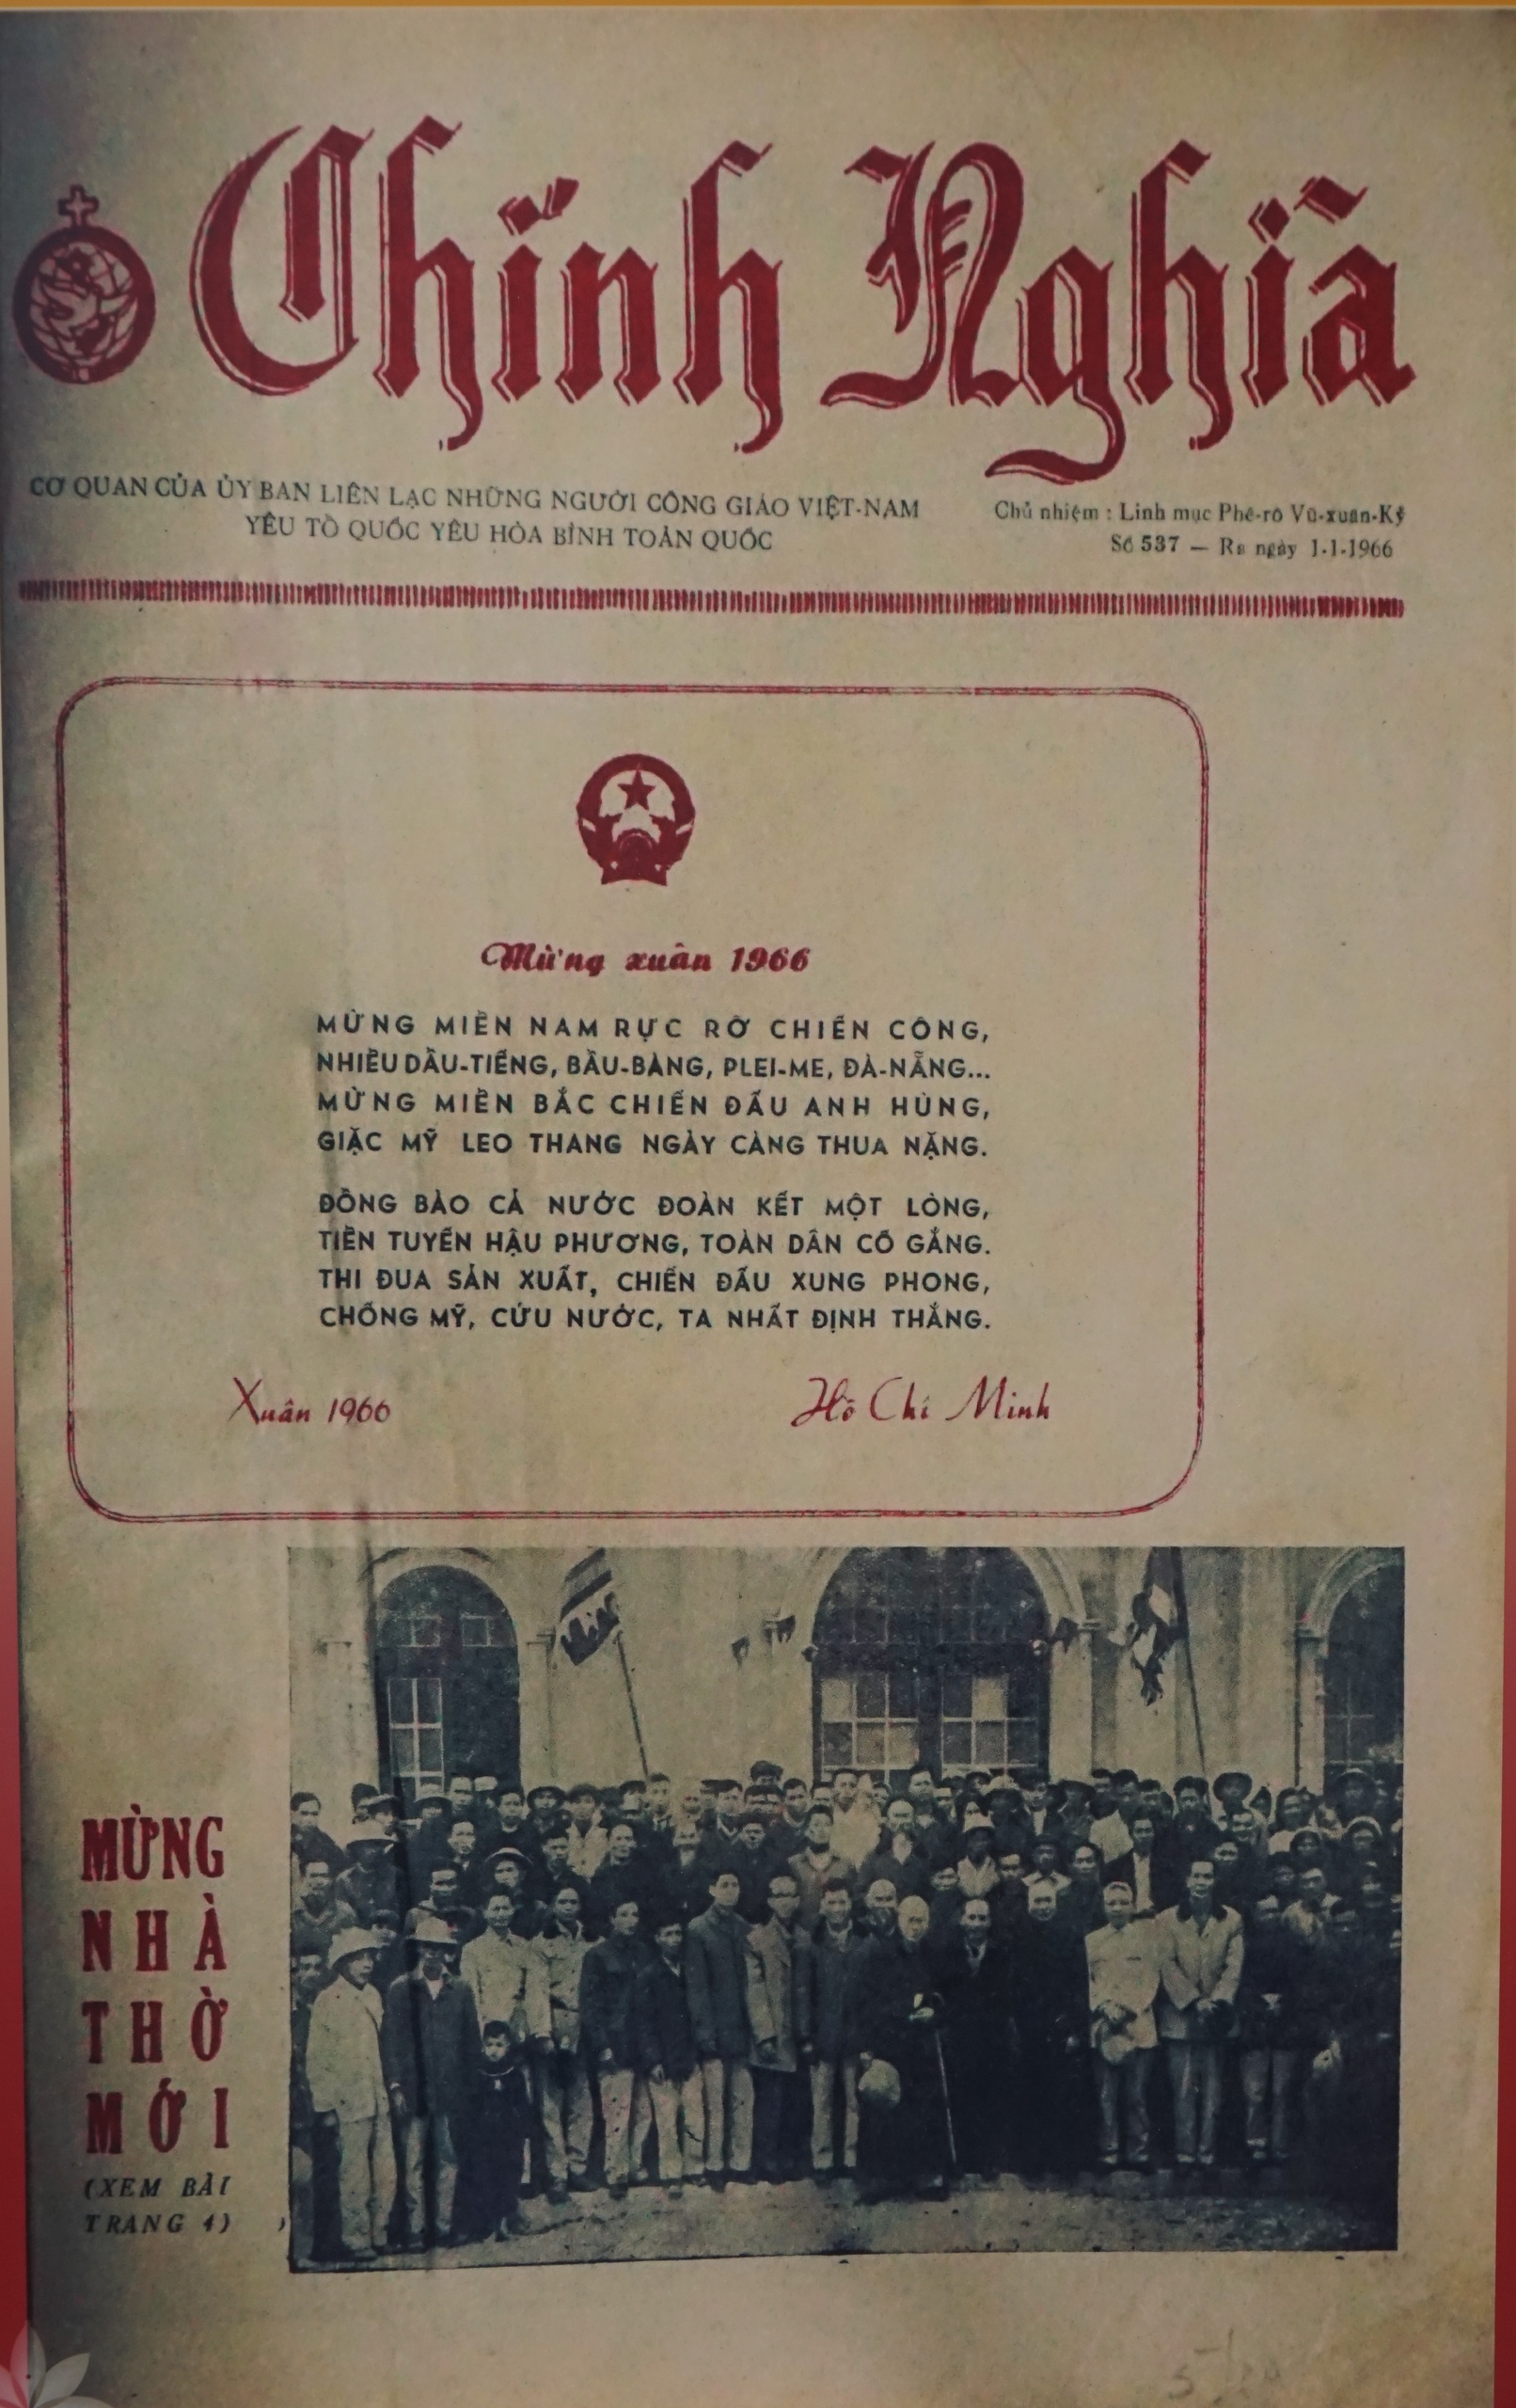 Chính Nghĩa
CƠ QUAN CỦA ỦY BAN LIÊN LẠC NHỮNG NGƯỜI CÔNG GIÁO VIỆT-NAM
YÊU TỔ QUỐC YÊU HÒA BÌNH TOÀN QUỐC
Chủ nhiệm : Linh mục Phê-rô Vũ-xuân-Kỷ
Số 537 — Ra ngày 1-1-1966
Mừng xuân 1966
MỪNG MIỀN NAM RỰC RỠ CHIẾN CÔNG,
NHIỀU DẦU-TIẾNG, BẦU-BÀNG, PLEI-ME, ĐÀ-NẴNG...
MỪNG MIỀN BẮC CHIẾN ĐẤU ANH HÙNG,
GIẶC MỸ LEO THANG NGÀY CÀNG THUA NẶNG.
ĐỒNG BÀO CẢ NƯỚC ĐOÀN KẾT MỘT LÒNG,
TIỀN TUYẾN HẬU PHƯƠNG, TOÀN DÂN CỐ GẮNG.
THI ĐUA SẢN XUẤT, CHIẾN ĐẤU XUNG PHONG,
CHỐNG MỸ, CỨU NƯỚC, TA NHẤT ĐỊNH THẮNG.
Xuân 1966
Hồ Chí Minh
MỪNG
NHÀ
THỜ
MỚI
(XEM BÀI
TRANG 4)